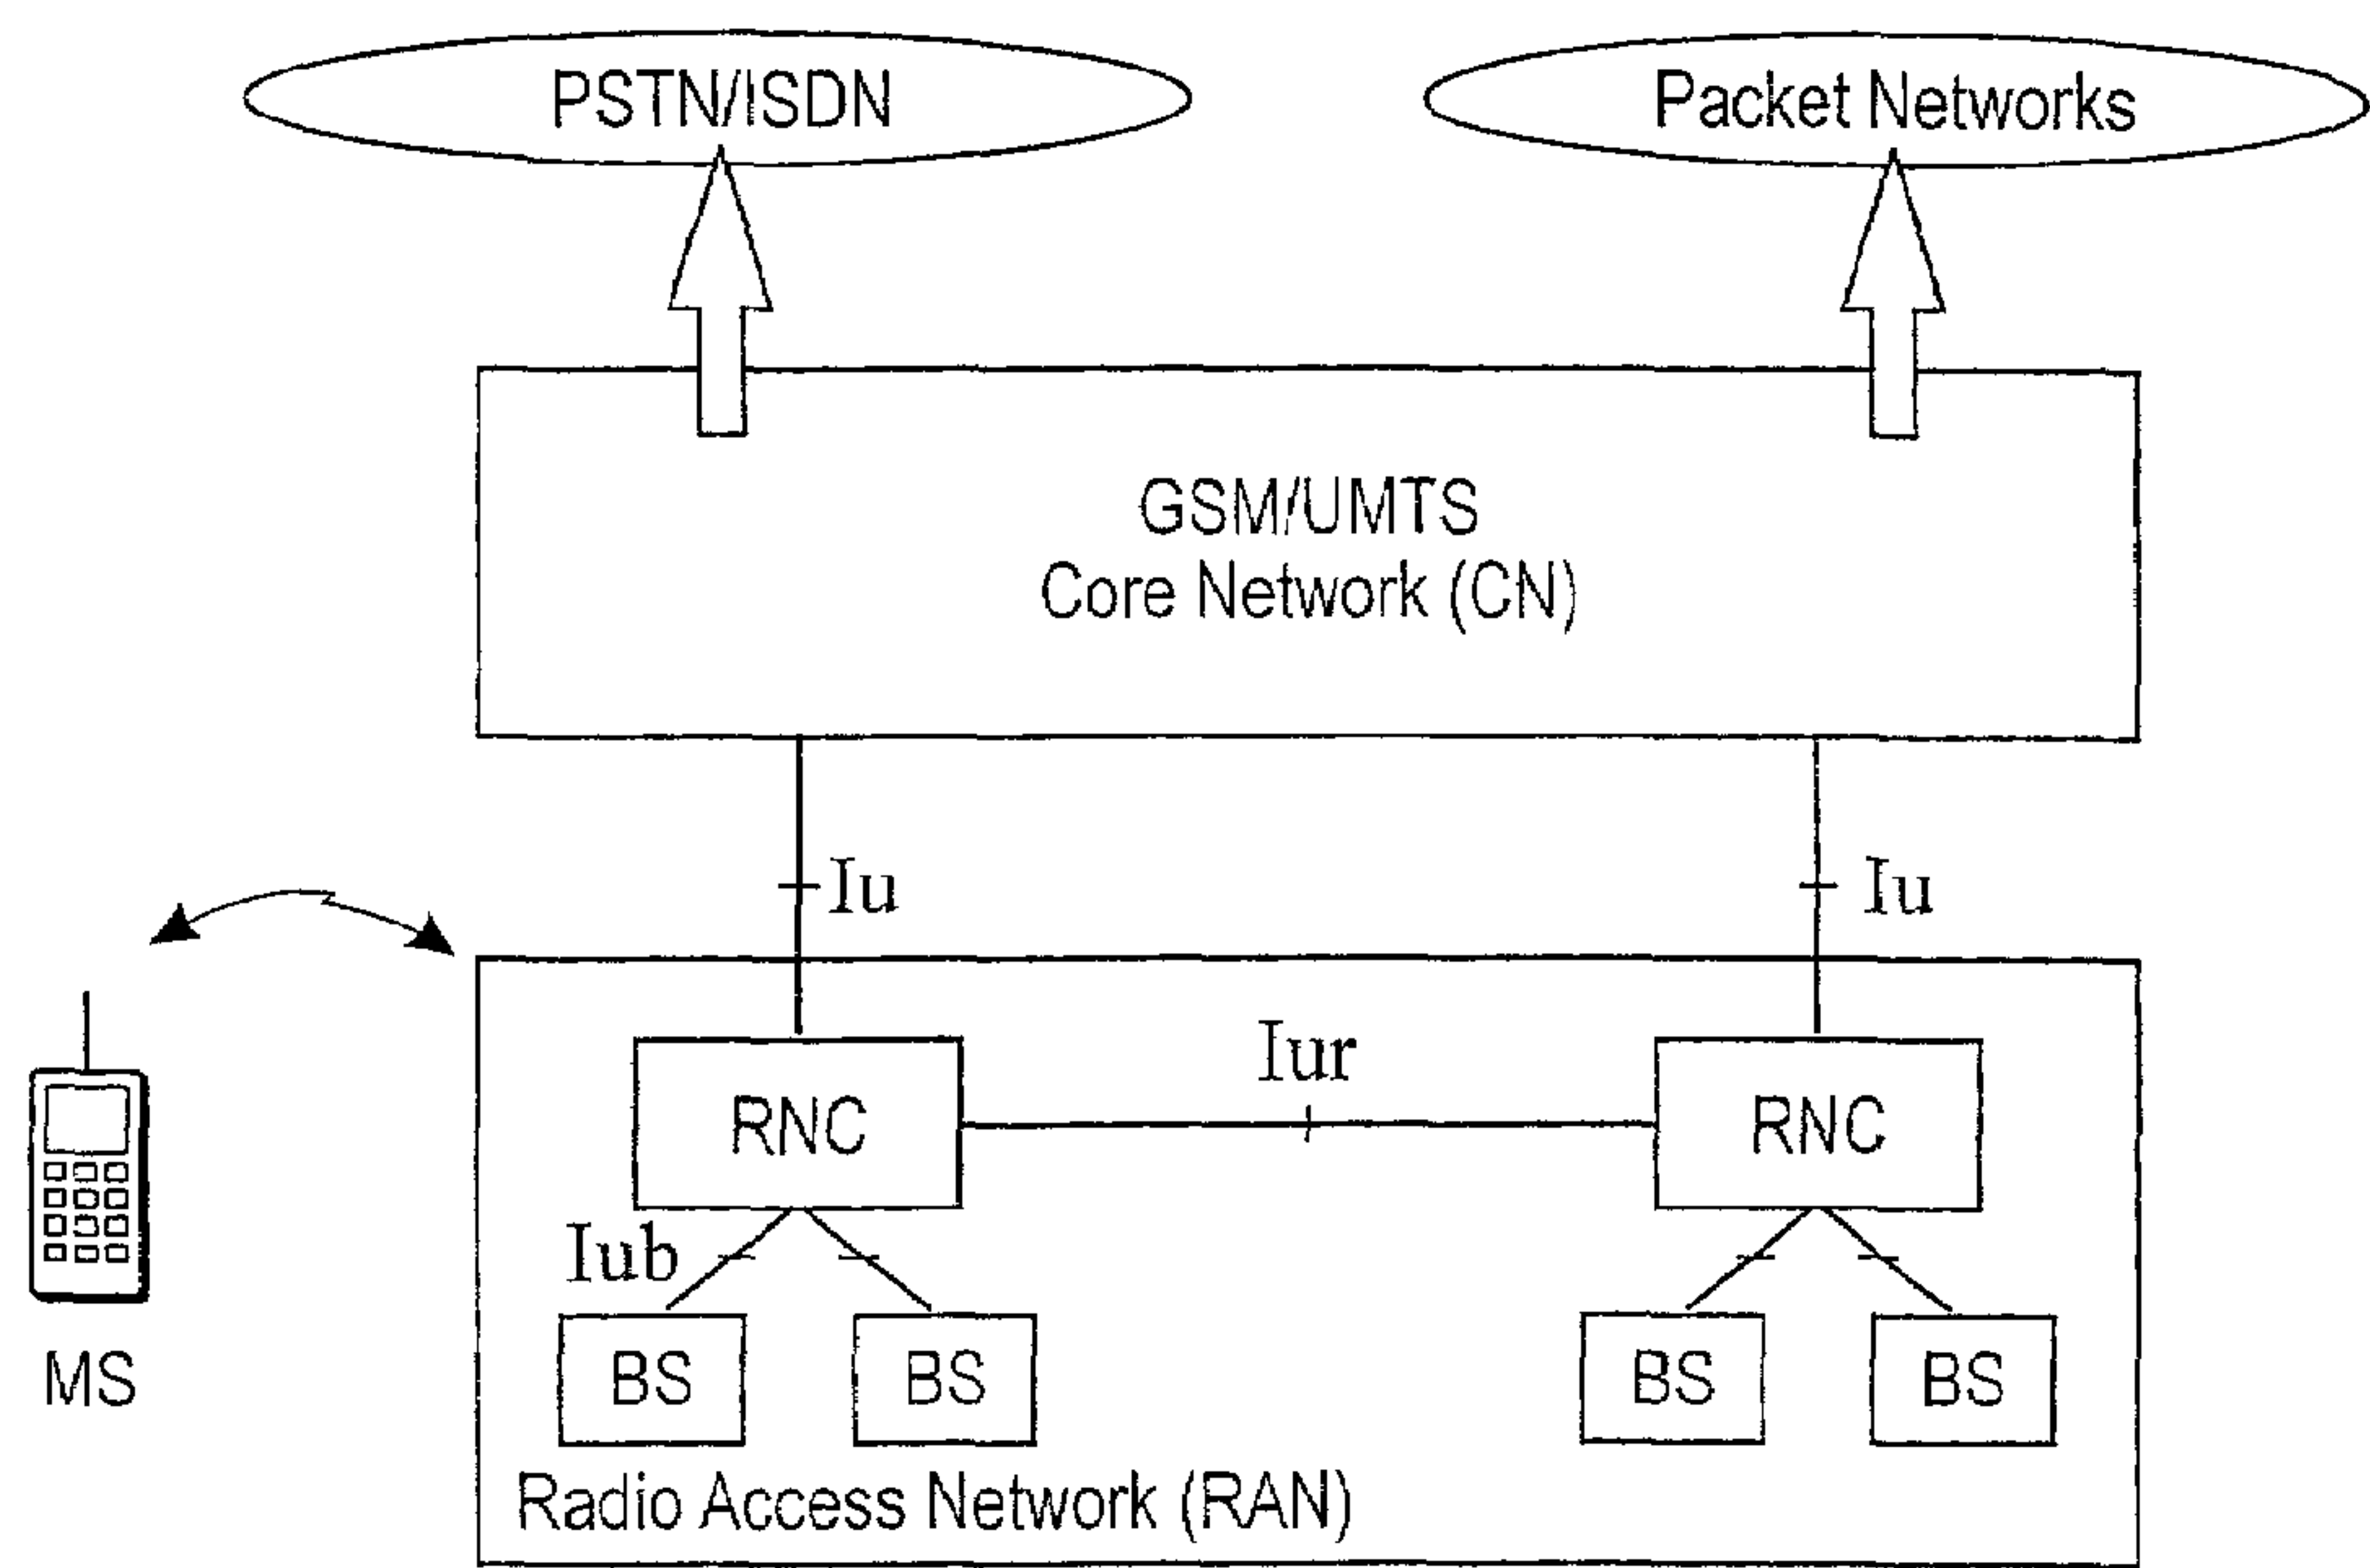 PSTN/ISDN
Packet Networks
GSM/UMTS
Core Network (CN)
Iu
Iu
Iur
RNC
RNC
Iub
BS
BS
BS
BS
MS
Radio Access Network (RAN)